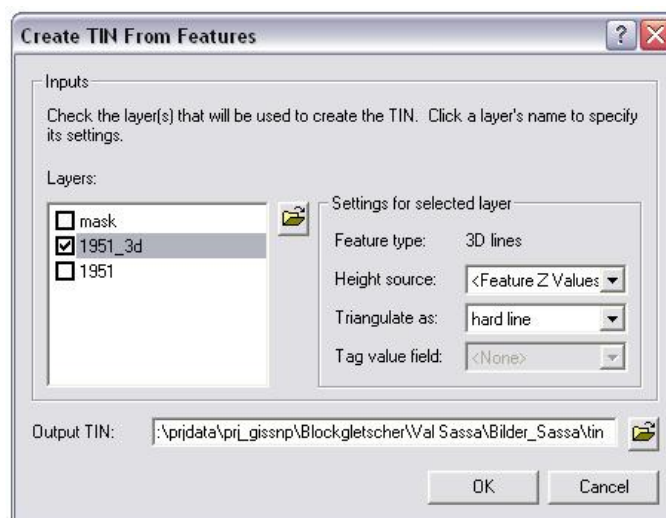 Create TIN From Features
Inputs
Check the layer(s) that will be used to create the TIN. Click a layer's name to specify
its settings.
Layers:
mask
1951_3d
1951
Settings for selected layer
Feature type: 3D lines
Height source: <Feature Z Values
Triangulate as: hard line
Tag value field: <None>
Output TIN: :\prjdata\prj_gissnp\Blockgletscher\Val Sassa\Bilder_Sassa\tin
OK Cancel